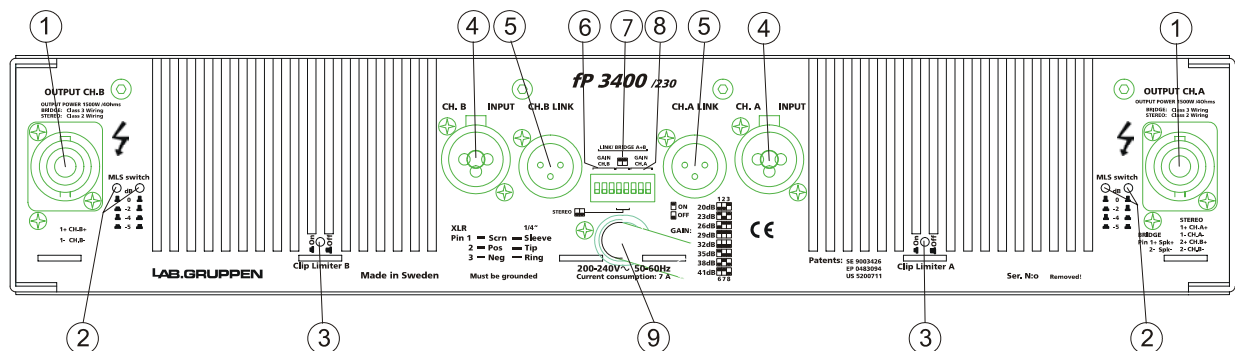 1
4
5
6
7
8
5
4
1
fP 3400 /230
OUTPUT CH.B
OUTPUT POWER 1500W /4Ohms
BRIDGE: Class 3 Wiring
STEREO: Class 2 Wiring
CH. B INPUT
CH.B LINK
CH.A LINK
CH. A INPUT
OUTPUT CH.A
OUTPUT POWER 1500W /4Ohms
BRIDGE: Class 3 Wiring
STEREO: Class 2 Wiring
LINK/ BRIDGE A+B
GAIN CH.B
GAIN CH.A
STEREO
ON
OFF
GAIN:
1 2 3
20dB
23dB
26dB
29dB
32dB
35dB
38dB
41dB
6 7 8
MLS switch
dB
0
-2
-4
-5
1+ CH.B+
1- CH.B-
On
Off
Clip Limiter B
LAB.GRUPPEN
Made in Sweden
XLR 1/4"
Pin 1 Scrn Sleeve
2 Pos Tip
3 Neg Ring
Must be grounded
200-240V~ 50-60Hz
Current consumption: 7 A
CE
Patents: SE 9003426
EP 0483094
US 5200711
On
Off
Clip Limiter A
Ser. N:o Removed!
MLS switch
dB
0
-2
-4
-5
BRIDGE
Pin 1+ Spk+
2- Spk-
STEREO
1+ CH.A+
1- CH.A-
2+ CH.B+
2- CH.B-
2
3
9
3
2